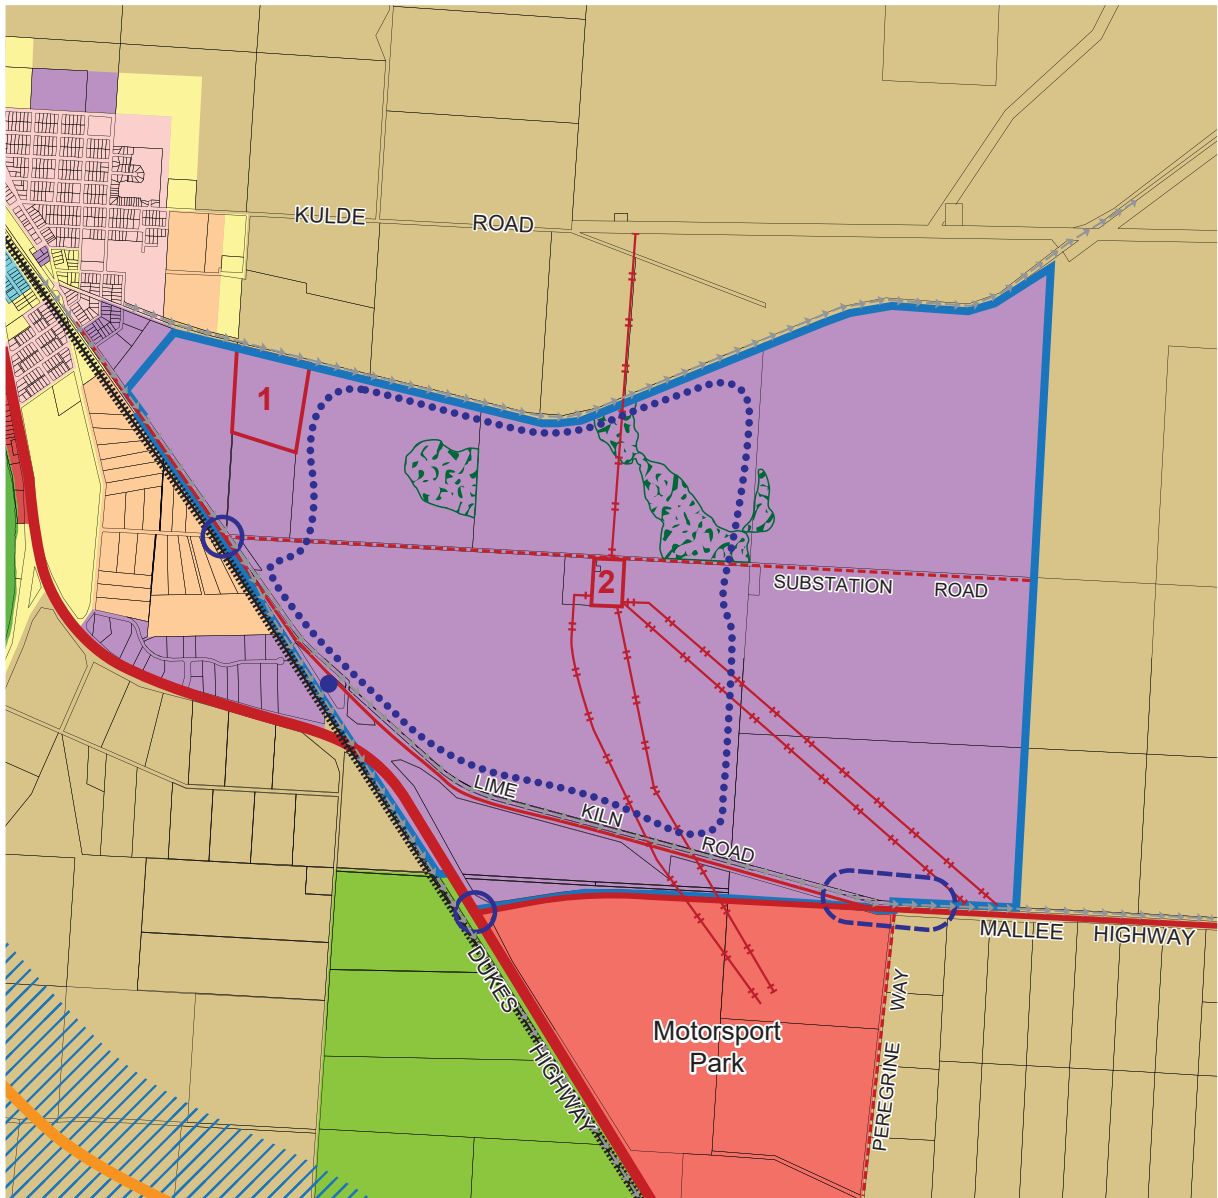 KULDE ROAD
1
2
SUBSTATION ROAD
LIME KILN ROAD
MALLEE HIGHWAY
DUKES HIGHWAY
PEREGRINE WAY
Motorsport
Park